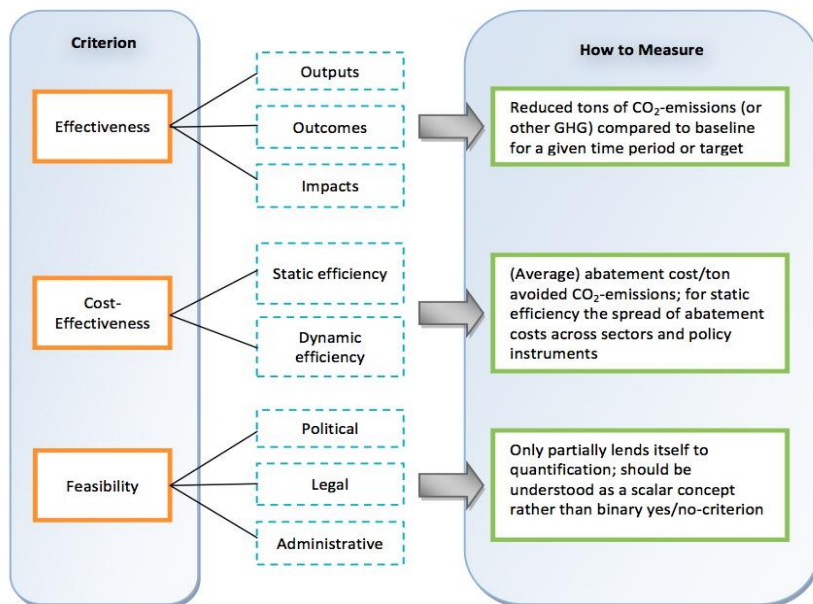 Criterion
How to Measure
Effectiveness
Outputs
Outcomes
Impacts
Reduced tons of CO₂-emissions (or
other GHG) compared to baseline
for a given time period or target
Cost-
Effectiveness
Static efficiency
Dynamic
efficiency
(Average) abatement cost/ton
avoided CO₂-emissions; for static
efficiency the spread of abatement
costs across sectors and policy
instruments
Feasibility
Political
Legal
Administrative
Only partially lends itself to
quantification; should be
understood as a scalar concept
rather than binary yes/no-criterion